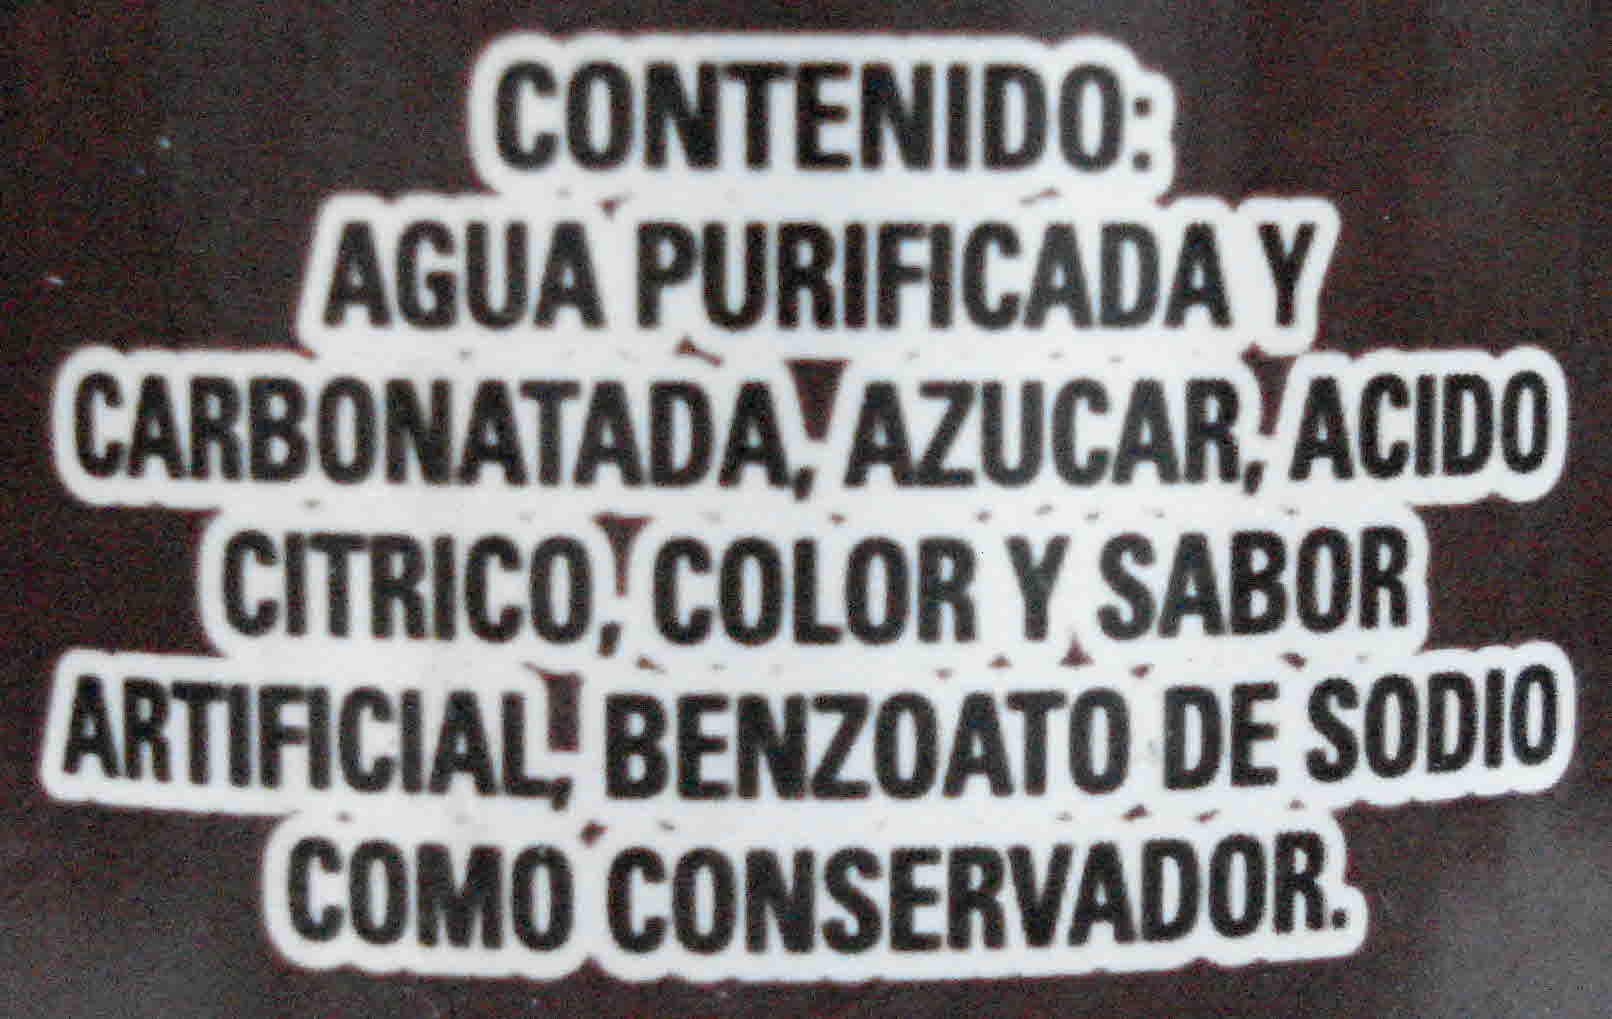 CONTENIDO:
AGUA PURIFICADA Y
CARBONATADA, AZUCAR, ACIDO
CITRICO, COLOR Y SABOR
ARTIFICIAL, BENZOATO DE SODIO
COMO CONSERVADOR.